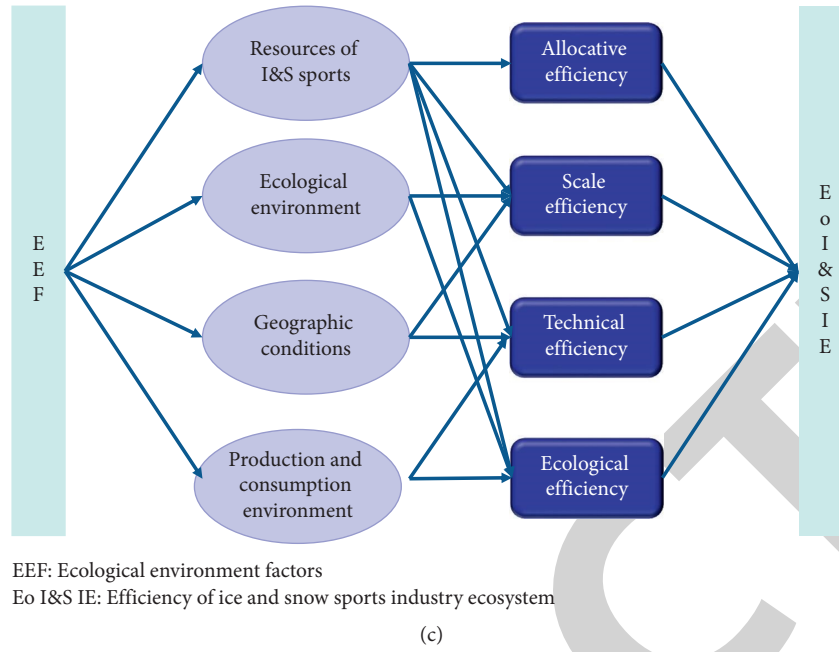 E
E
F
Resources of
I&S sports
Ecological
environment
Geographic
conditions
Production and
consumption
environment
Allocative
efficiency
Scale
efficiency
Technical
efficiency
Ecological
efficiency
E
o
I
&
S
I
E
EEF: Ecological environment factors
Eo I&S IE: Efficiency of ice and snow sports industry ecosystem
(c)